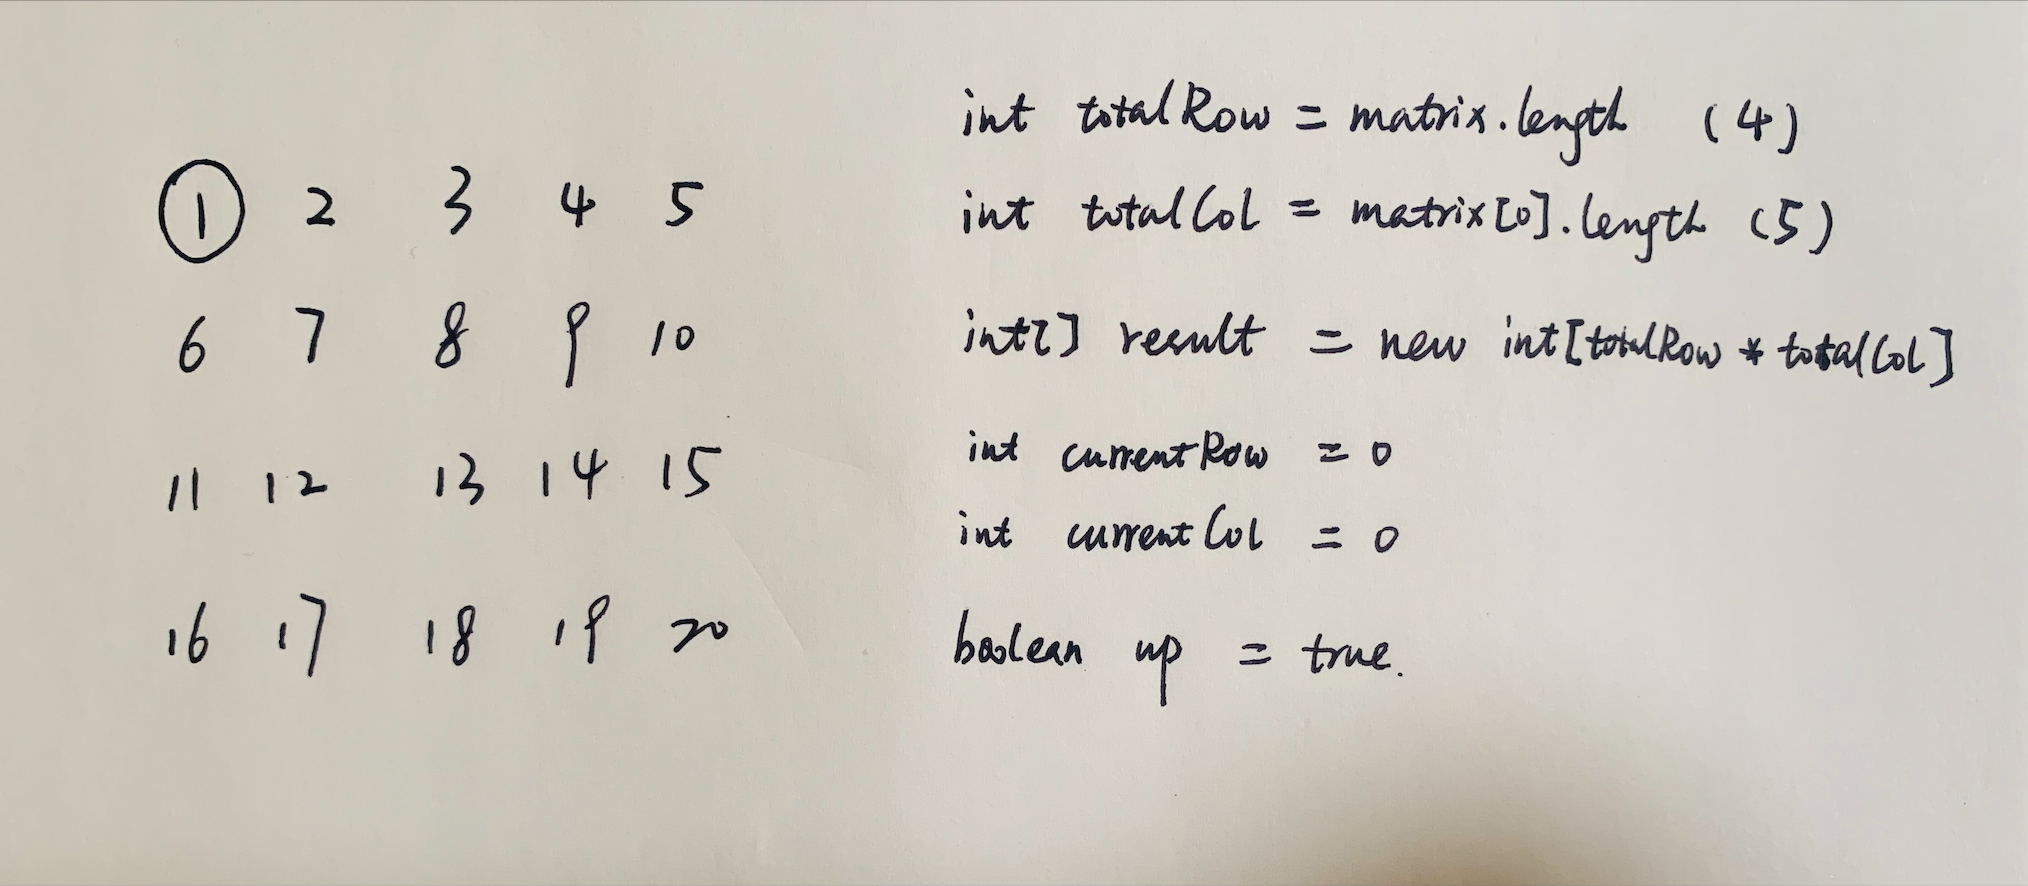 1 2 3 4 5
6 7 8 9 10
11 12 13 14 15
16 17 18 19 20
int totalRow = matrix.length (4)
int totalCol = matrix[0].length (5)
int[] result = new int[totalRow * totalCol]
int currentRow = 0
int currentCol = 0
boolean up = true.